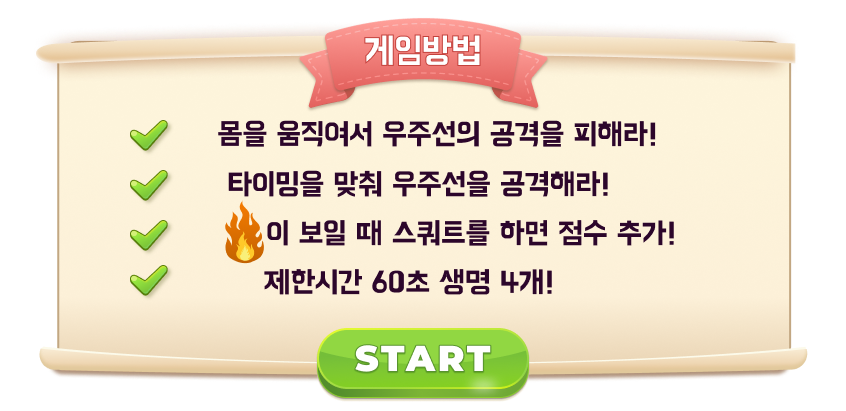 게임방법
몸을 움직여서 우주선의 공격을 피해라!
타이밍을 맞춰 우주선을 공격해라!
이 보일 때 스쿼트를 하면 점수 추가!
제한시간 60초 생명 4개!
START